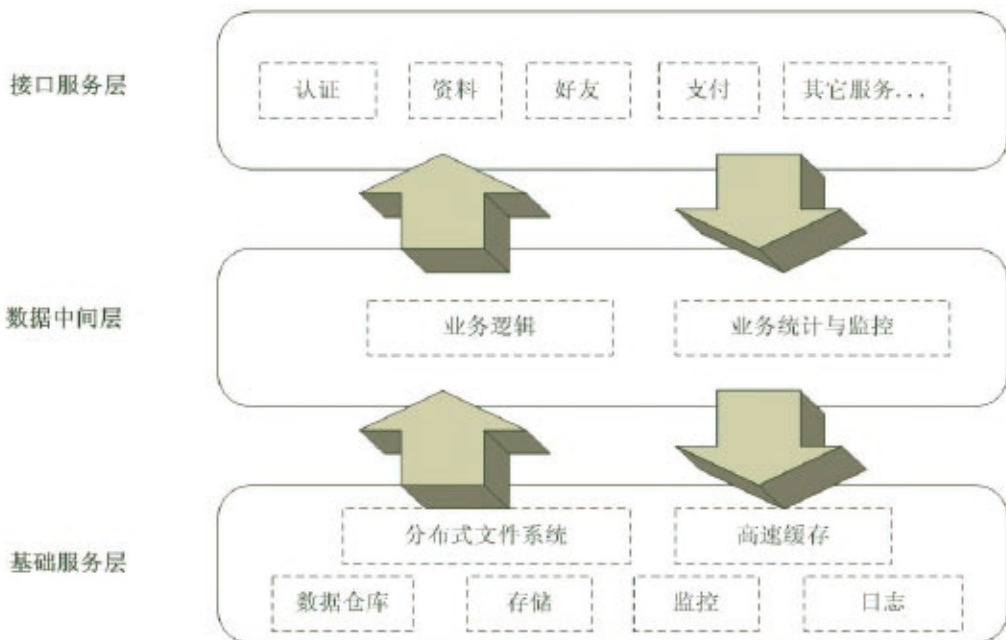 接口服务层
认证 资料 好友 支付 其它服务...
数据中间层
业务逻辑 业务统计与监控
基础服务层
分布式文件系统 高速缓存
数据仓库 存储 监控 日志